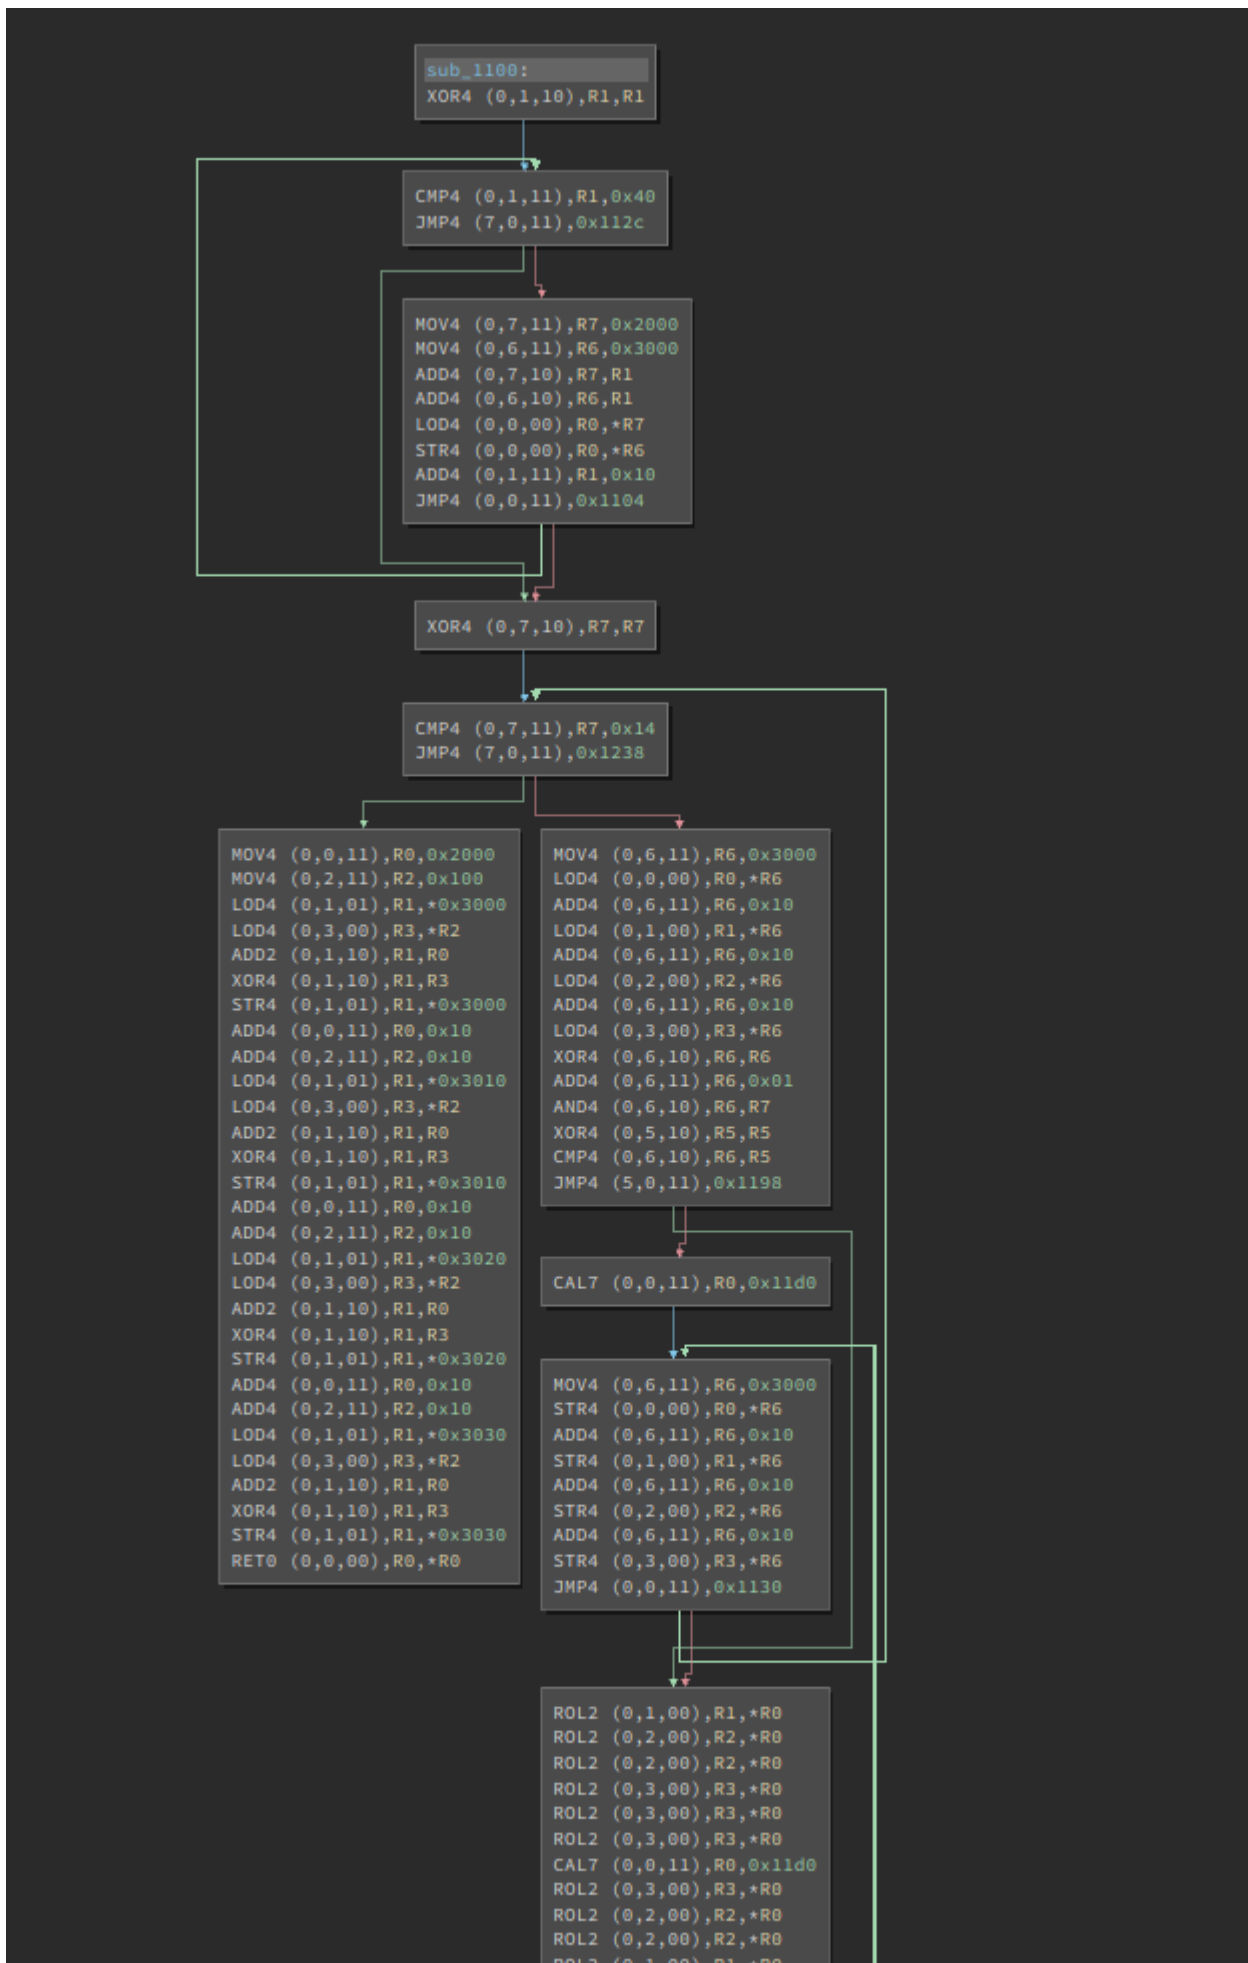 sub_1100:
XOR4 (0,1,10),R1,R1
CMP4 (0,1,11),R1,0x40
JMP4 (7,0,11),0x112c
MOV4 (0,7,11),R7,0x2000
MOV4 (0,6,11),R6,0x3000
ADD4 (0,7,10),R7,R1
ADD4 (0,6,10),R6,R1
LOD4 (0,0,00),R0,*R7
STR4 (0,0,00),R0,*R6
ADD4 (0,1,11),R1,0x10
JMP4 (0,0,11),0x1104
XOR4 (0,7,10),R7,R7
CMP4 (0,7,11),R7,0x14
JMP4 (7,0,11),0x1238
MOV4 (0,0,11),R0,0x2000
MOV4 (0,2,11),R2,0x100
LOD4 (0,1,01),R1,*0x3000
LOD4 (0,3,00),R3,*R2
ADD2 (0,1,10),R1,R0
XOR4 (0,1,10),R1,R3
STR4 (0,1,01),R1,*0x3000
ADD4 (0,0,11),R0,0x10
ADD4 (0,2,11),R2,0x10
LOD4 (0,1,01),R1,*0x3010
LOD4 (0,3,00),R3,*R2
ADD2 (0,1,10),R1,R0
XOR4 (0,1,10),R1,R3
STR4 (0,1,01),R1,*0x3010
ADD4 (0,0,11),R0,0x10
ADD4 (0,2,11),R2,0x10
LOD4 (0,1,01),R1,*0x3020
LOD4 (0,3,00),R3,*R2
ADD2 (0,1,10),R1,R0
XOR4 (0,1,10),R1,R3
STR4 (0,1,01),R1,*0x3020
ADD4 (0,0,11),R0,0x10
ADD4 (0,2,11),R2,0x10
LOD4 (0,1,01),R1,*0x3030
LOD4 (0,3,00),R3,*R2
ADD2 (0,1,10),R1,R0
XOR4 (0,1,10),R1,R3
STR4 (0,1,01),R1,*0x3030
RET0 (0,0,00),R0,*R0
MOV4 (0,6,11),R6,0x3000
LOD4 (0,0,00),R0,*R6
ADD4 (0,6,11),R6,0x10
LOD4 (0,1,00),R1,*R6
ADD4 (0,6,11),R6,0x10
LOD4 (0,2,00),R2,*R6
ADD4 (0,6,11),R6,0x10
LOD4 (0,3,00),R3,*R6
XOR4 (0,6,10),R6,R6
ADD4 (0,6,11),R6,0x01
AND4 (0,6,10),R6,R7
XOR4 (0,5,10),R5,R5
CMP4 (0,6,10),R6,R5
JMP4 (5,0,11),0x1198
CAL7 (0,0,11),R0,0x11d0
MOV4 (0,6,11),R6,0x3000
STR4 (0,0,00),R0,*R6
ADD4 (0,6,11),R6,0x10
STR4 (0,1,00),R1,*R6
ADD4 (0,6,11),R6,0x10
STR4 (0,2,00),R2,*R6
ADD4 (0,6,11),R6,0x10
STR4 (0,3,00),R3,*R6
JMP4 (0,0,11),0x1130
ROL2 (0,1,00),R1,*R0
ROL2 (0,2,00),R2,*R0
ROL2 (0,2,00),R2,*R0
ROL2 (0,3,00),R3,*R0
ROL2 (0,3,00),R3,*R0
ROL2 (0,3,00),R3,*R0
CAL7 (0,0,11),R0,0x11d0
ROL2 (0,3,00),R3,*R0
ROL2 (0,2,00),R2,*R0
ROL2 (0,2,00),R2,*R0